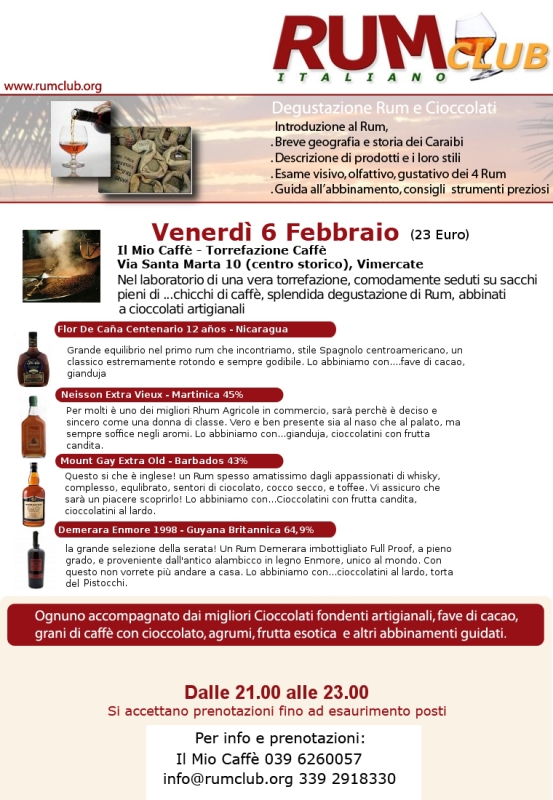 RUM CLUB
ITALIANO
www.rumclub.org
Degustazione Rum e Cioccolati
Introduzione al Rum,
.Breve geografia e storia dei Caraibi
.Descrizione di prodotti e i loro stili
.Esame visivo,olfattivo,gustativo dei 4 Rum
.Guida all'abbinamento,consigli strumenti preziosi
Venerdì 6 Febbraio (23 Euro)
Il Mio Caffè - Torrefazione Caffè
Via Santa Marta 10 (centro storico), Vimercate
Nel laboratorio di una vera torrefazione, comodamente seduti su sacchi
pieni di ...chicchi di caffè, splendida degustazione di Rum, abbinati
a cioccolati artigianali
Flor De Caña Centenario 12 años - Nicaragua
Grande equilibrio nel primo rum che incontriamo, stile Spagnolo centroamericano, un
classico estremamente rotondo e sempre godibile. Lo abbiniamo con....fave di cacao,
gianduja
Neisson Extra Vieux - Martinica 45%
Per molti è uno dei migliori Rhum Agricole in commercio, sarà perchè è deciso e
sincero come una donna di classe. Vero e ben presente sia al naso che al palato, ma
sempre soffice negli aromi. Lo abbiniamo con...gianduja, cioccolatini con frutta
candita.
Mount Gay Extra Old - Barbados 43%
Questo si che è inglese! un Rum spesso amatissimo dagli appassionati di whisky,
complesso, equlibrato, sentori di ciocolato, cocco secco, e toffee. Vi assicuro che
sarà un piacere scoprirlo! Lo abbiniamo con...Cioccolatini con frutta candita,
cioccolatini al lardo.
Demerara Enmore 1998 - Guyana Britannica 64,9%
la grande selezione della serata! Un Rum Demerara imbottigliato Full Proof, a pieno
grado, e proveniente dall'antico alambicco in legno Enmore, unico al mondo. Con
questo non vorrete più andare a casa. Lo abbiniamo con...cioccolatini al lardo, torta
del Pistocchi.
Ognuno accompagnato dai migliori Cioccolati fondenti artigianali, fave di cacao,
grani di caffè con cioccolato, agrumi, frutta esotica e altri abbinamenti guidati.
Dalle 21.00 alle 23.00
Si accettano prenotazioni fino ad esaurimento posti
Per info e prenotazioni:
Il Mio Caffè 039 6260057
info@rumclub.org 339 2918330